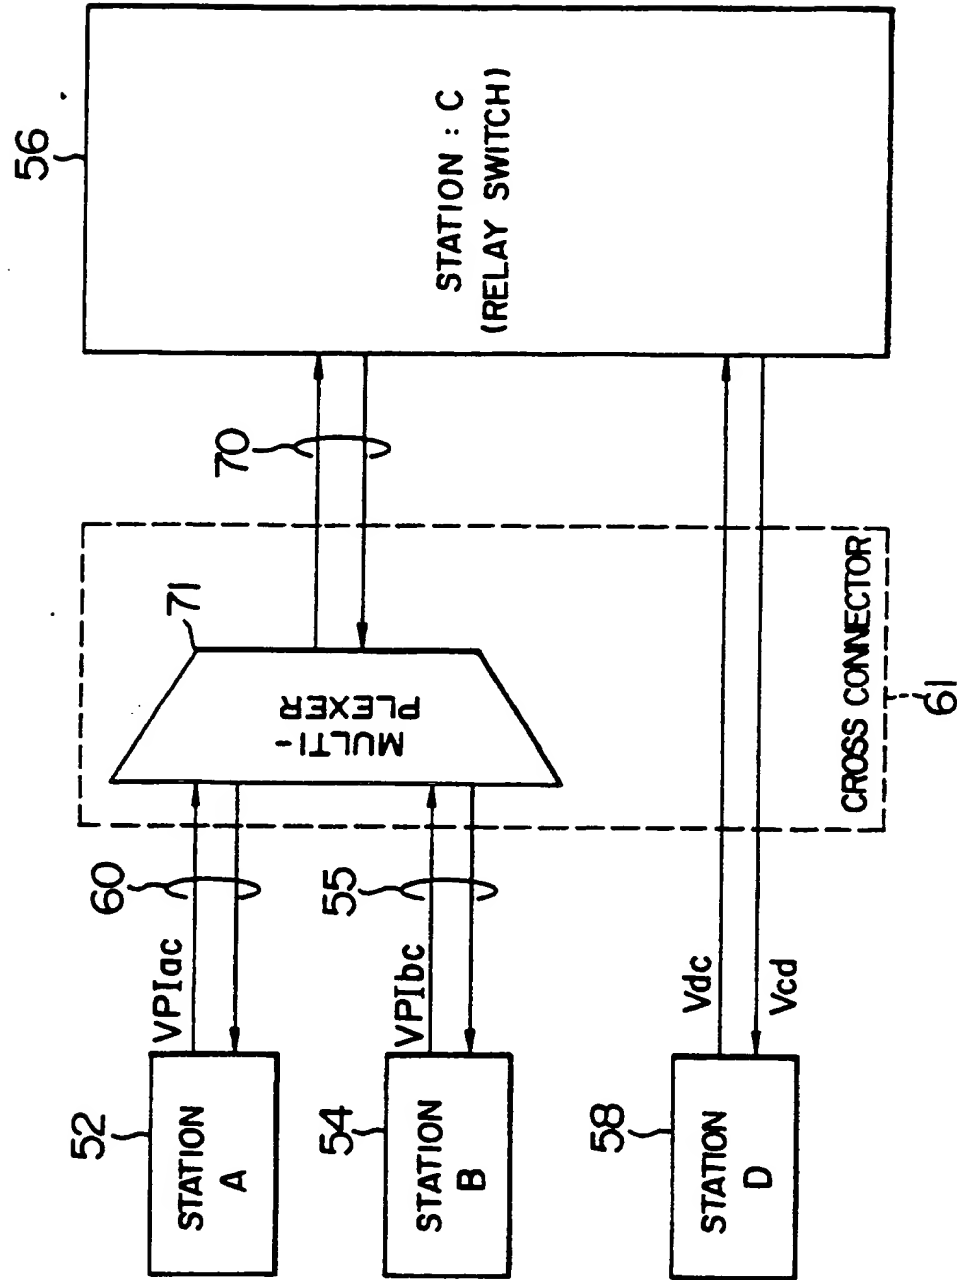 56
STATION : C
(RELAY SWITCH)
70
71
MULTI-
PLEXER
CROSS CONNECTOR
61
60
55
VPIac
VPIbc
Vdc
Vcd
52
STATION
A
54
STATION
B
58
STATION
D